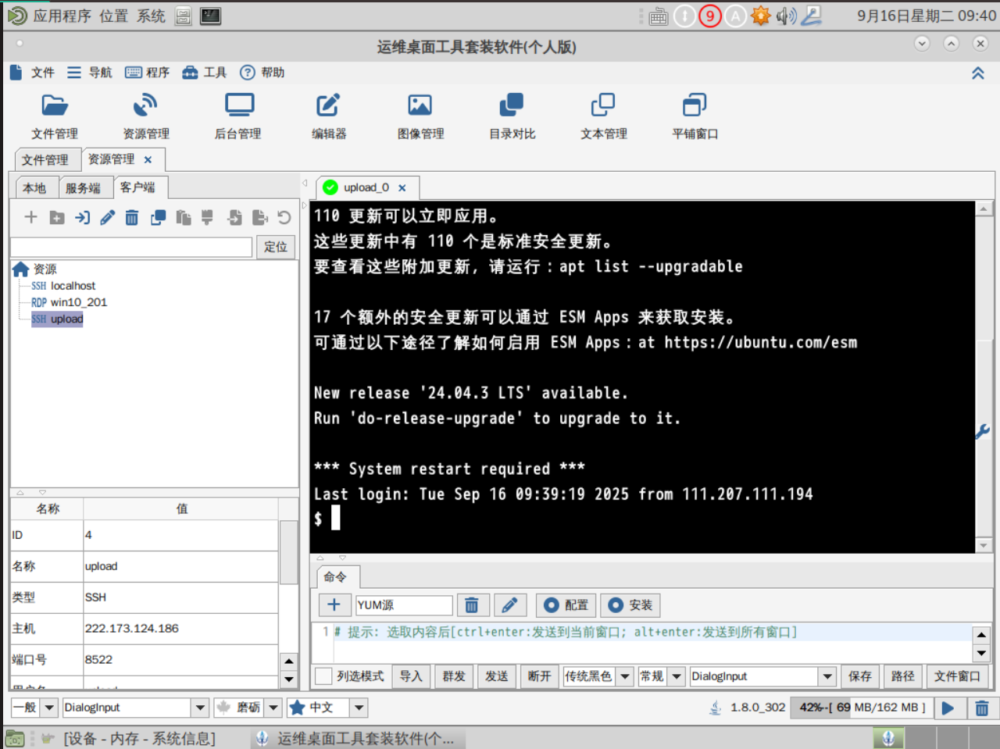 应用程序 位置 系统
9
A
9月16日星期二 09:40
运维桌面工具套装软件(个人版)
文件 导航 程序 工具 帮助
文件管理 资源管理 后台管理 编辑器 图像管理 目录对比 文本管理 平铺窗口
文件管理 资源管理
本地 服务端 客户端
upload_0
定位
资源
SSH localhost
RDP win10_201
SSH upload
110 更新可以立即应用。
这些更新中有 110 个是标准安全更新。
要查看这些附加更新，请运行：apt list --upgradable
17 个额外的安全更新可以通过 ESM Apps 来获取安装。
可通过以下途径了解如何启用 ESM Apps：at https://ubuntu.com/esm
New release '24.04.3 LTS' available.
Run 'do-release-upgrade' to upgrade to it.
*** System restart required ***
Last login: Tue Sep 16 09:39:19 2025 from 111.207.111.194
$
名称 值
ID 4
名称 upload
类型 SSH
主机 222.173.124.186
端口号 8522
命令
YUM源 配置 安装
1 # 提示: 选取内容后[ctrl+enter:发送到当前窗口; alt+enter:发送到所有窗口]
列选模式 导入 群发 发送 断开 传统黑色 常规 DialogInput 保存 路径 文件窗口
一般 DialogInput 磨砺 中文 1.8.0_302 42%--[ 69 MB/162 MB ]
[设备 - 内存 - 系统信息] 运维桌面工具套装软件(个...